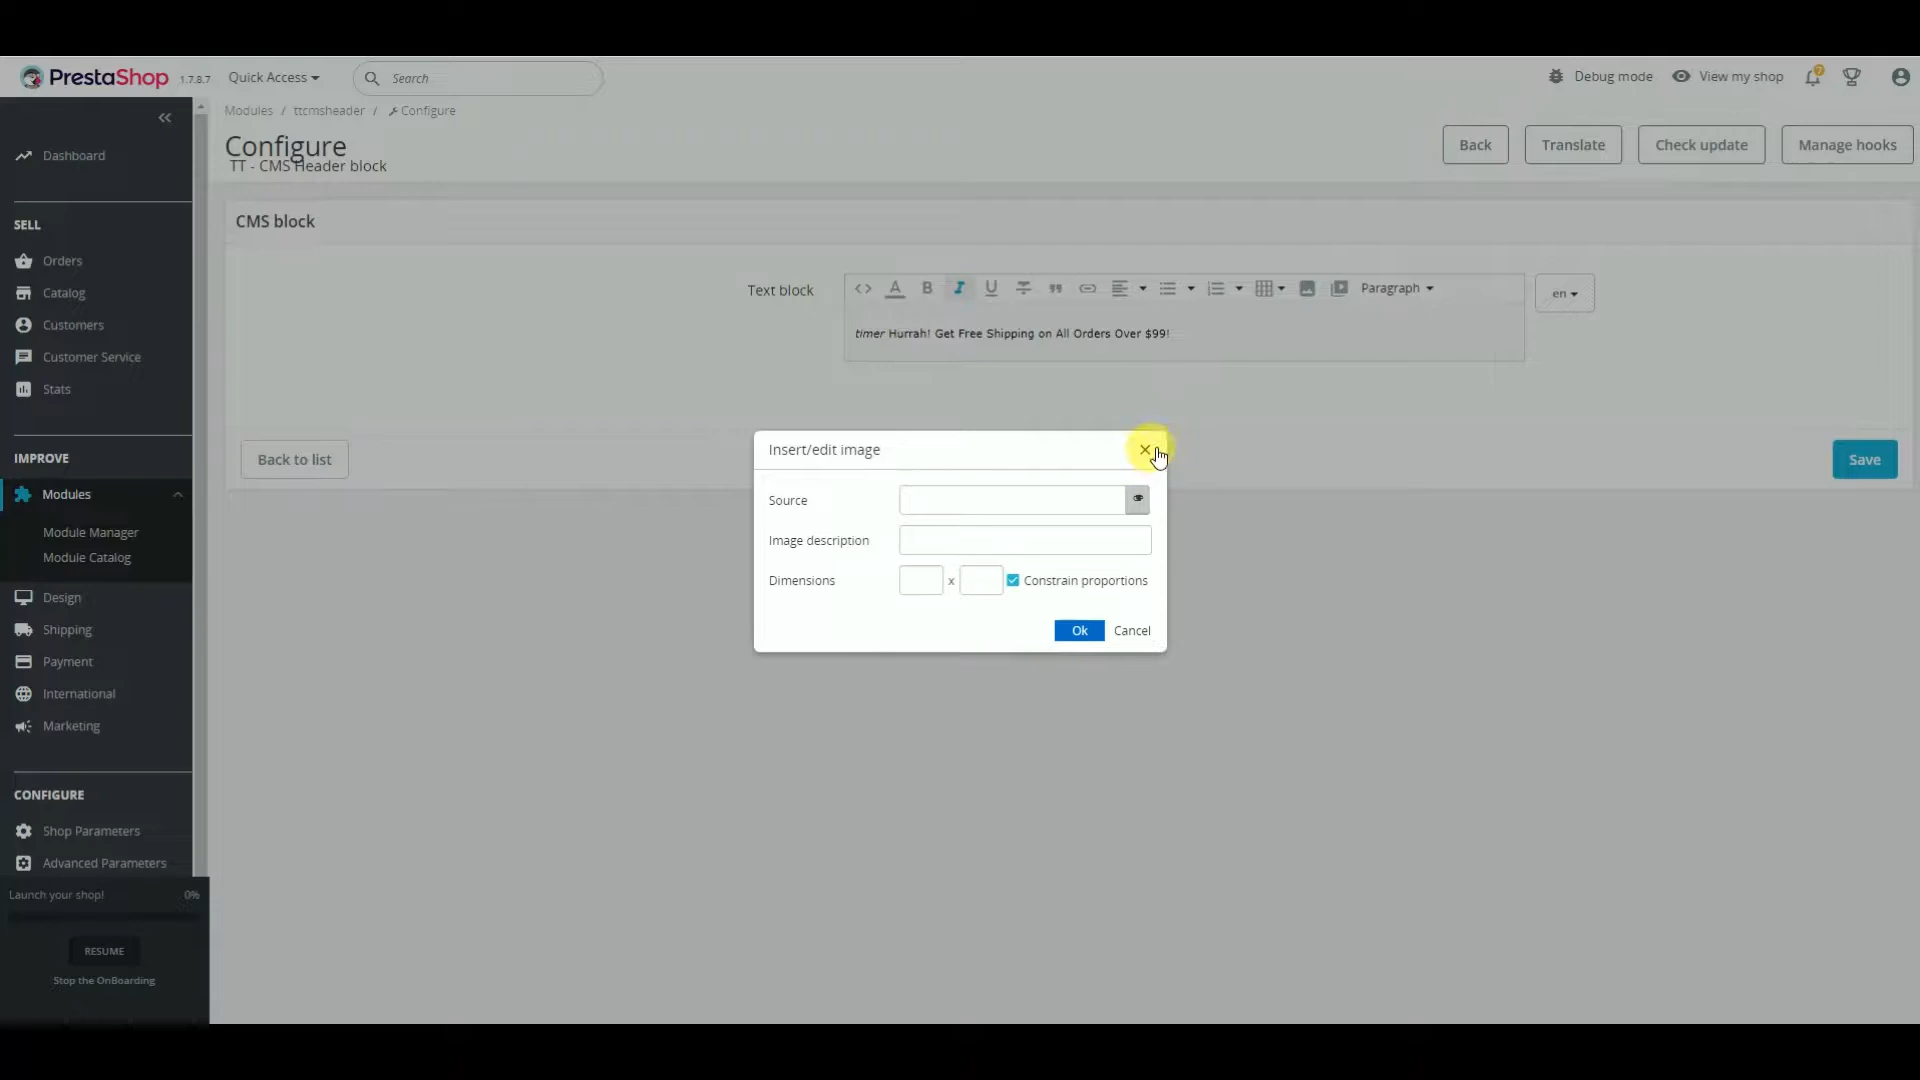 PrestaShop 1.7.8.7 Quick Access Search Debug mode View my shop 7
Modules / ttcmsheader / Configure
Configure
TT - CMS Header block
Back Translate Check update Manage hooks
Dashboard
SELL
Orders
Catalog
Customers
Customer Service
Stats
IMPROVE
Modules
Module Manager
Module Catalog
Design
Shipping
Payment
International
Marketing
CONFIGURE
Shop Parameters
Advanced Parameters
Launch your shop! 0%
RESUME
Stop the OnBoarding
CMS block
Text block
A B I U Paragraph
en
timer Hurrah! Get Free Shipping on All Orders Over $99!
Back to list
Save
Insert/edit image
Source
Image description
Dimensions x Constrain proportions
Ok Cancel